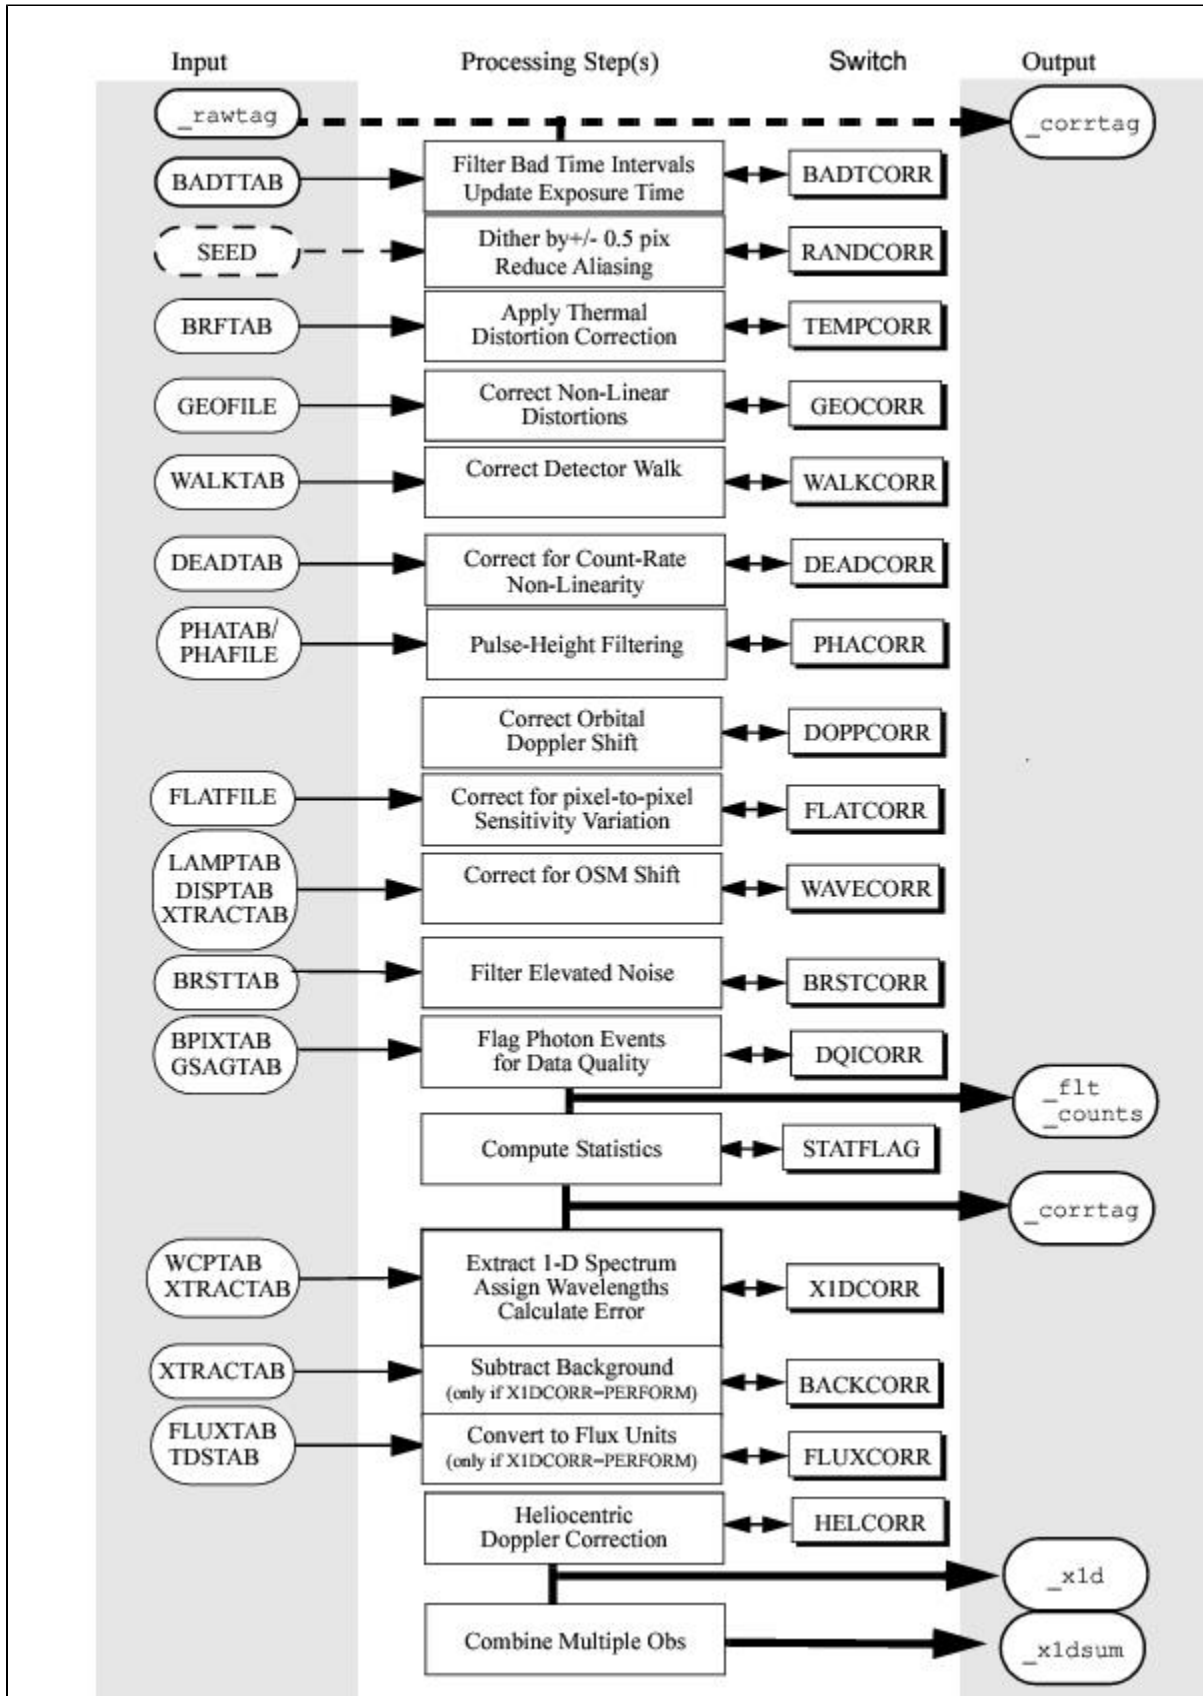 Input
Processing Step(s)
Switch
Output
_rawtag
_corrtag
BADTTAB
Filter Bad Time Intervals
Update Exposure Time
BADTCORR
SEED
Dither by+/- 0.5 pix
Reduce Aliasing
RANDCORR
BRFTAB
Apply Thermal
Distortion Correction
TEMPCORR
GEOFILE
Correct Non-Linear
Distortions
GEOCORR
WALKTAB
Correct Detector Walk
WALKCORR
DEADTAB
Correct for Count-Rate
Non-Linearity
DEADCORR
PHATAB/
PHAFILE
Pulse-Height Filtering
PHACORR
Correct Orbital
Doppler Shift
DOPPCORR
FLATFILE
Correct for pixel-to-pixel
Sensitivity Variation
FLATCORR
LAMPTAB
DISPTAB
XTRACTAB
Correct for OSM Shift
WAVECORR
BRSTTAB
Filter Elevated Noise
BRSTCORR
BPIXTAB
GSAGTAB
Flag Photon Events
for Data Quality
DQICORR
_flt
_counts
Compute Statistics
STATFLAG
_corrtag
WCPTAB
XTRACTAB
Extract 1-D Spectrum
Assign Wavelengths
Calculate Error
X1DCORR
XTRACTAB
Subtract Background
(only if X1DCORR=PERFORM)
BACKCORR
FLUXTAB
TDSTAB
Convert to Flux Units
(only if X1DCORR=PERFORM)
FLUXCORR
Heliocentric
Doppler Correction
HELCORR
_x1d
Combine Multiple Obs
_x1dsum